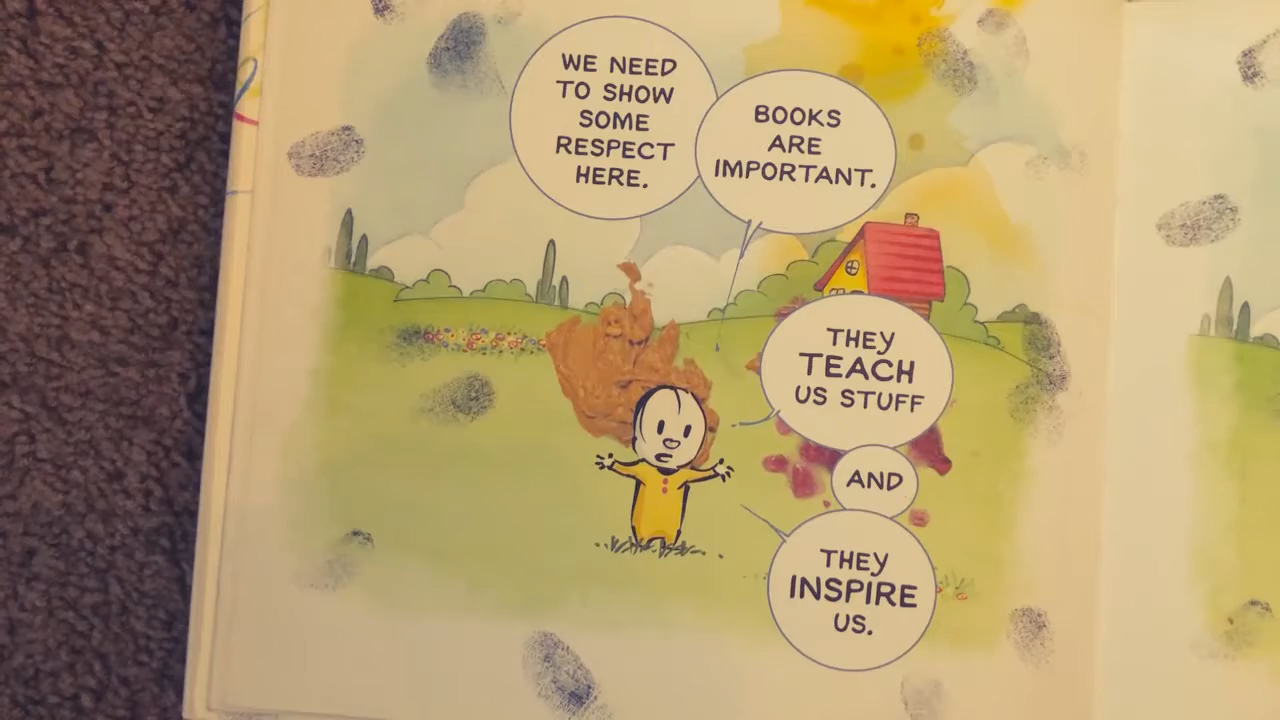 WE NEED
TO SHOW
SOME
RESPECT
HERE.
BOOKS
ARE
IMPORTANT.
THEY
TEACH
US STUFF
AND
THEY
INSPIRE
US.